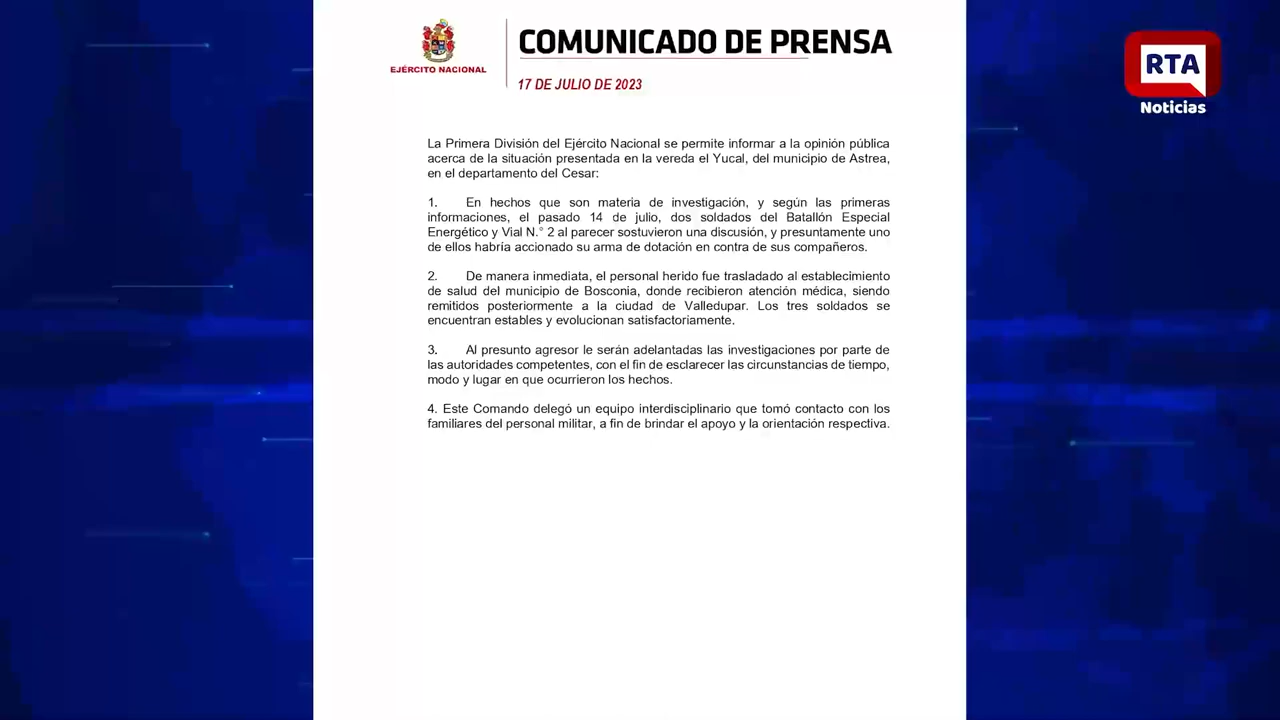 EJÉRCITO NACIONAL
COMUNICADO DE PRENSA
17 DE JULIO DE 2023
RTA
Noticias
La Primera División del Ejército Nacional se permite informar a la opinión pública
acerca de la situación presentada en la vereda el Yucal, del municipio de Astrea,
en el departamento del Cesar:
1. En hechos que son materia de investigación, y según las primeras
informaciones, el pasado 14 de julio, dos soldados del Batallón Especial
Energético y Vial N.° 2 al parecer sostuvieron una discusión, y presuntamente uno
de ellos habría accionado su arma de dotación en contra de sus compañeros.
2. De manera inmediata, el personal herido fue trasladado al establecimiento
de salud del municipio de Bosconia, donde recibieron atención médica, siendo
remitidos posteriormente a la ciudad de Valledupar. Los tres soldados se
encuentran estables y evolucionan satisfactoriamente.
3. Al presunto agresor le serán adelantadas las investigaciones por parte de
las autoridades competentes, con el fin de esclarecer las circunstancias de tiempo,
modo y lugar en que ocurrieron los hechos.
4. Este Comando delegó un equipo interdisciplinario que tomó contacto con los
familiares del personal militar, a fin de brindar el apoyo y la orientación respectiva.